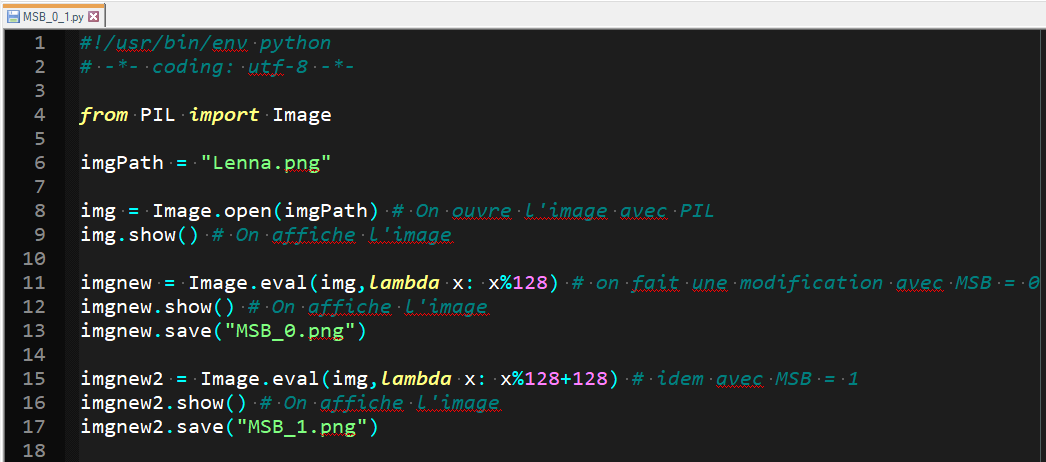 MSB_0_1.py
1 #!/usr/bin/env python
2 # -*- coding: utf-8 -*-
3
4 from PIL import Image
5
6 imgPath = "Lenna.png"
7
8 img = Image.open(imgPath) # On ouvre l'image avec PIL
9 img.show() # On affiche l'image
10
11 imgnew = Image.eval(img,lambda x: x%128) # on fait une modification avec MSB = 0
12 imgnew.show() # On affiche l'image
13 imgnew.save("MSB_0.png")
14
15 imgnew2 = Image.eval(img,lambda x: x%128+128) # idem avec MSB = 1
16 imgnew2.show() # On affiche l'image
17 imgnew2.save("MSB_1.png")
18